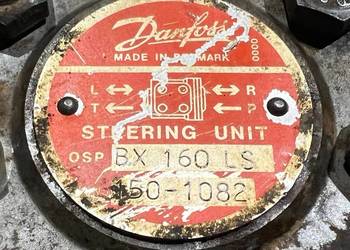 Danfoss
0000
MADE IN DENMARK
L R
T P
STEERING UNIT
OSP BX 160 LS
150-1082